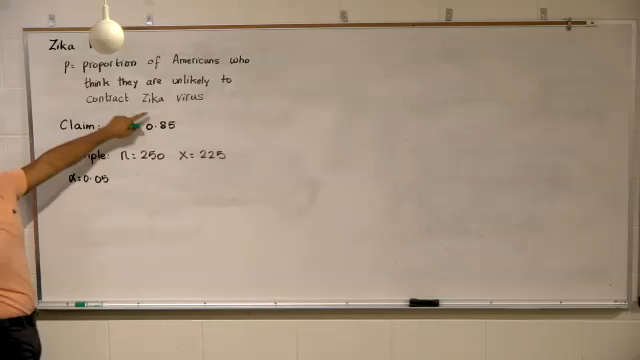 Zika
p = proportion of Americans who
think they are unlikely to
contract Zika virus
Claim: 0.85
n = 250 x = 225
α = 0.05